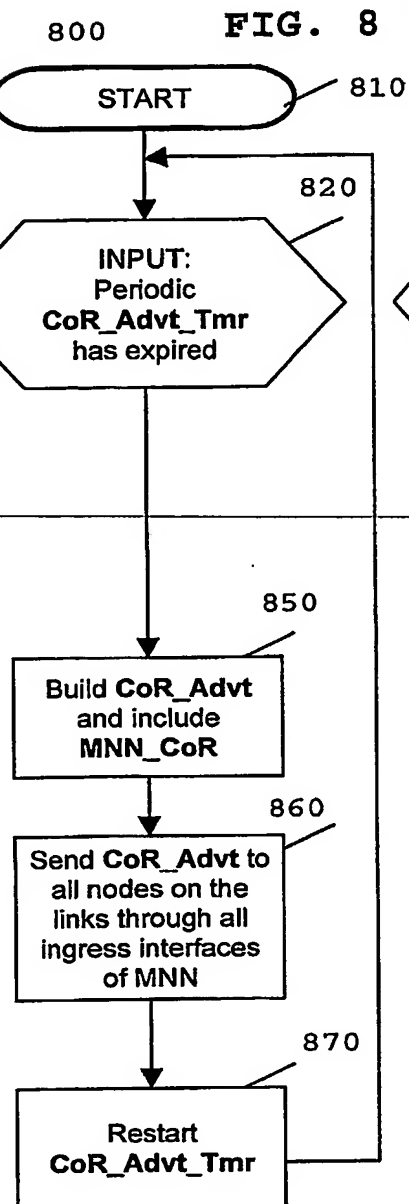 800
FIG. 8
START
810
820
INPUT:
Periodic
CoR_Advt_Tmr
has expired
850
Build CoR_Advt
and include
MNN_CoR
860
Send CoR_Advt to
all nodes on the
links through all
ingress interfaces
of MNN
870
Restart
CoR_Advt_Tmr